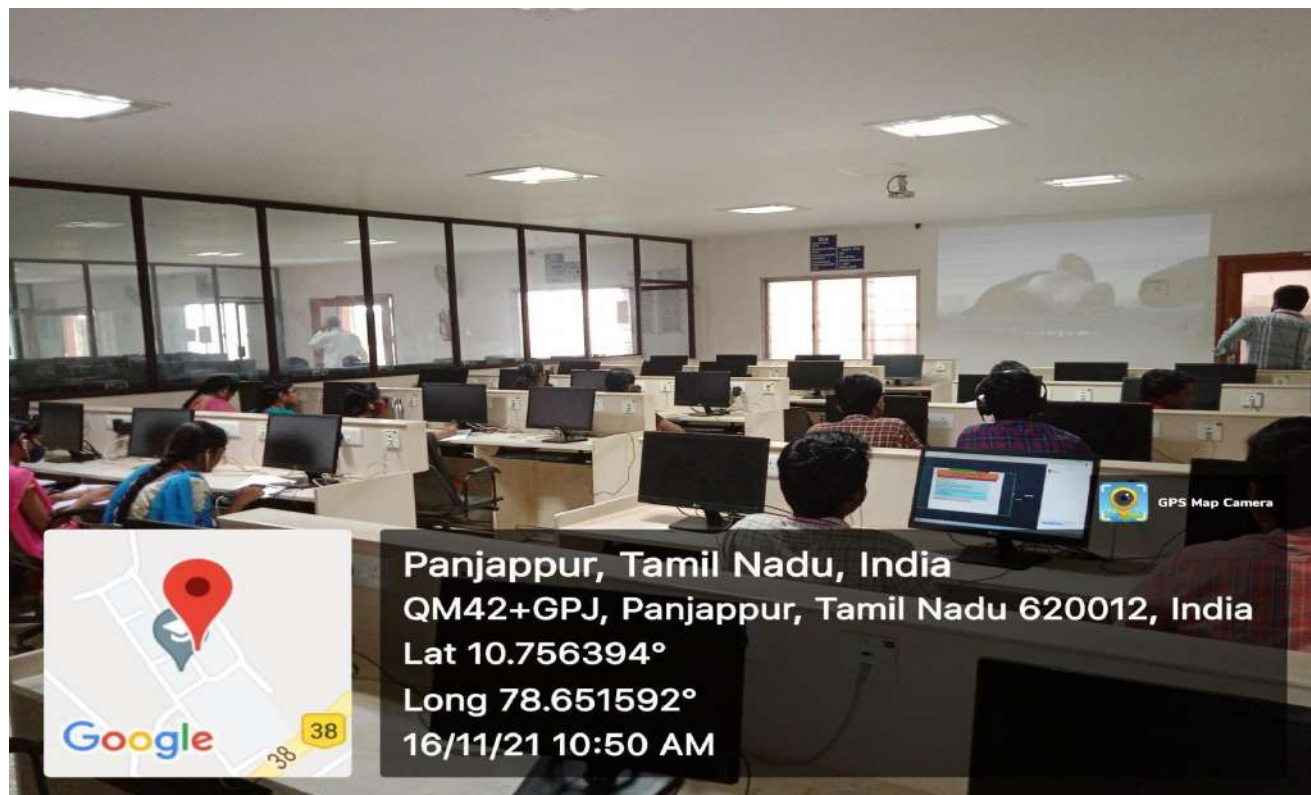 GPS Map Camera
Panjappur, Tamil Nadu, India
QM42+GPJ, Panjappur, Tamil Nadu 620012, India
Lat 10.756394°
Long 78.651592°
16/11/21 10:50 AM
Google
38
38